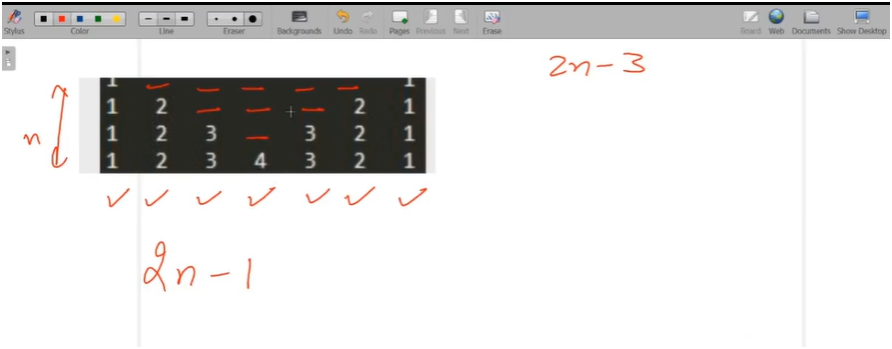 Stylus Color Line Eraser Backgrounds Undo Redo Pages Previous Next Erase Board Web Documents Show Desktop
2n-3
1 1
1 2 2 1
n 1 2 3 3 2 1
1 2 3 4 3 2 1
2n-1